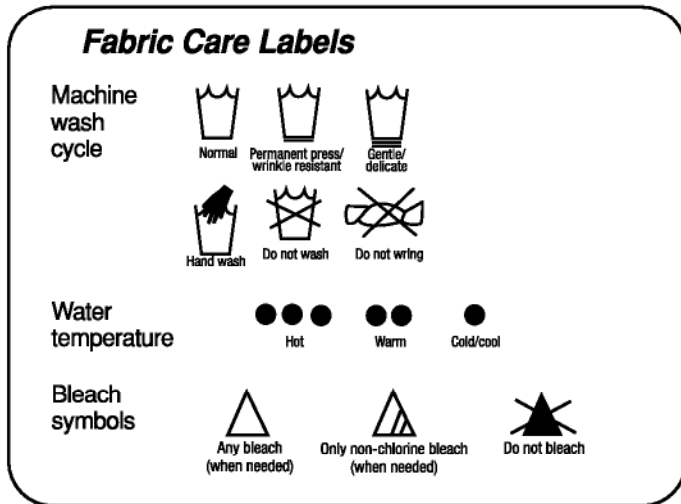 Fabric Care Labels
Machine
wash
cycle
Normal
Permanent press/
wrinkle resistant
Gentle/
delicate
Hand wash
Do not wash
Do not wring
Water
temperature
Hot
Warm
Cold/cool
Bleach
symbols
Any bleach
(when needed)
Only non-chlorine bleach
(when needed)
Do not bleach